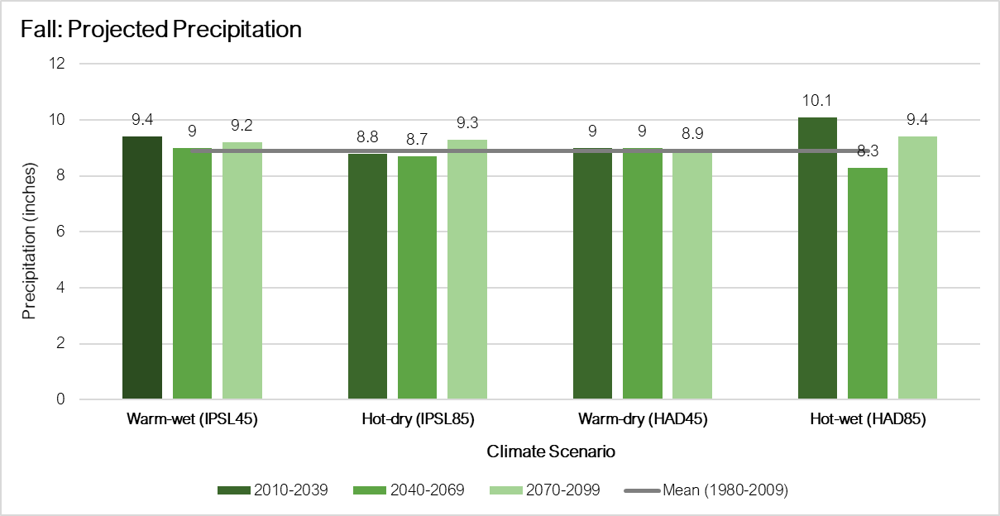 Fall: Projected Precipitation
Precipitation (inches)
12
10
8
6
4
2
0
9.4
9
9.2
8.8
8.7
9.3
9
9
8.9
10.1
8.3
9.4
Warm-wet (IPSL45)
Hot-dry (IPSL85)
Warm-dry (HAD45)
Hot-wet (HAD85)
Climate Scenario
2010-2039
2040-2069
2070-2099
Mean (1980-2009)